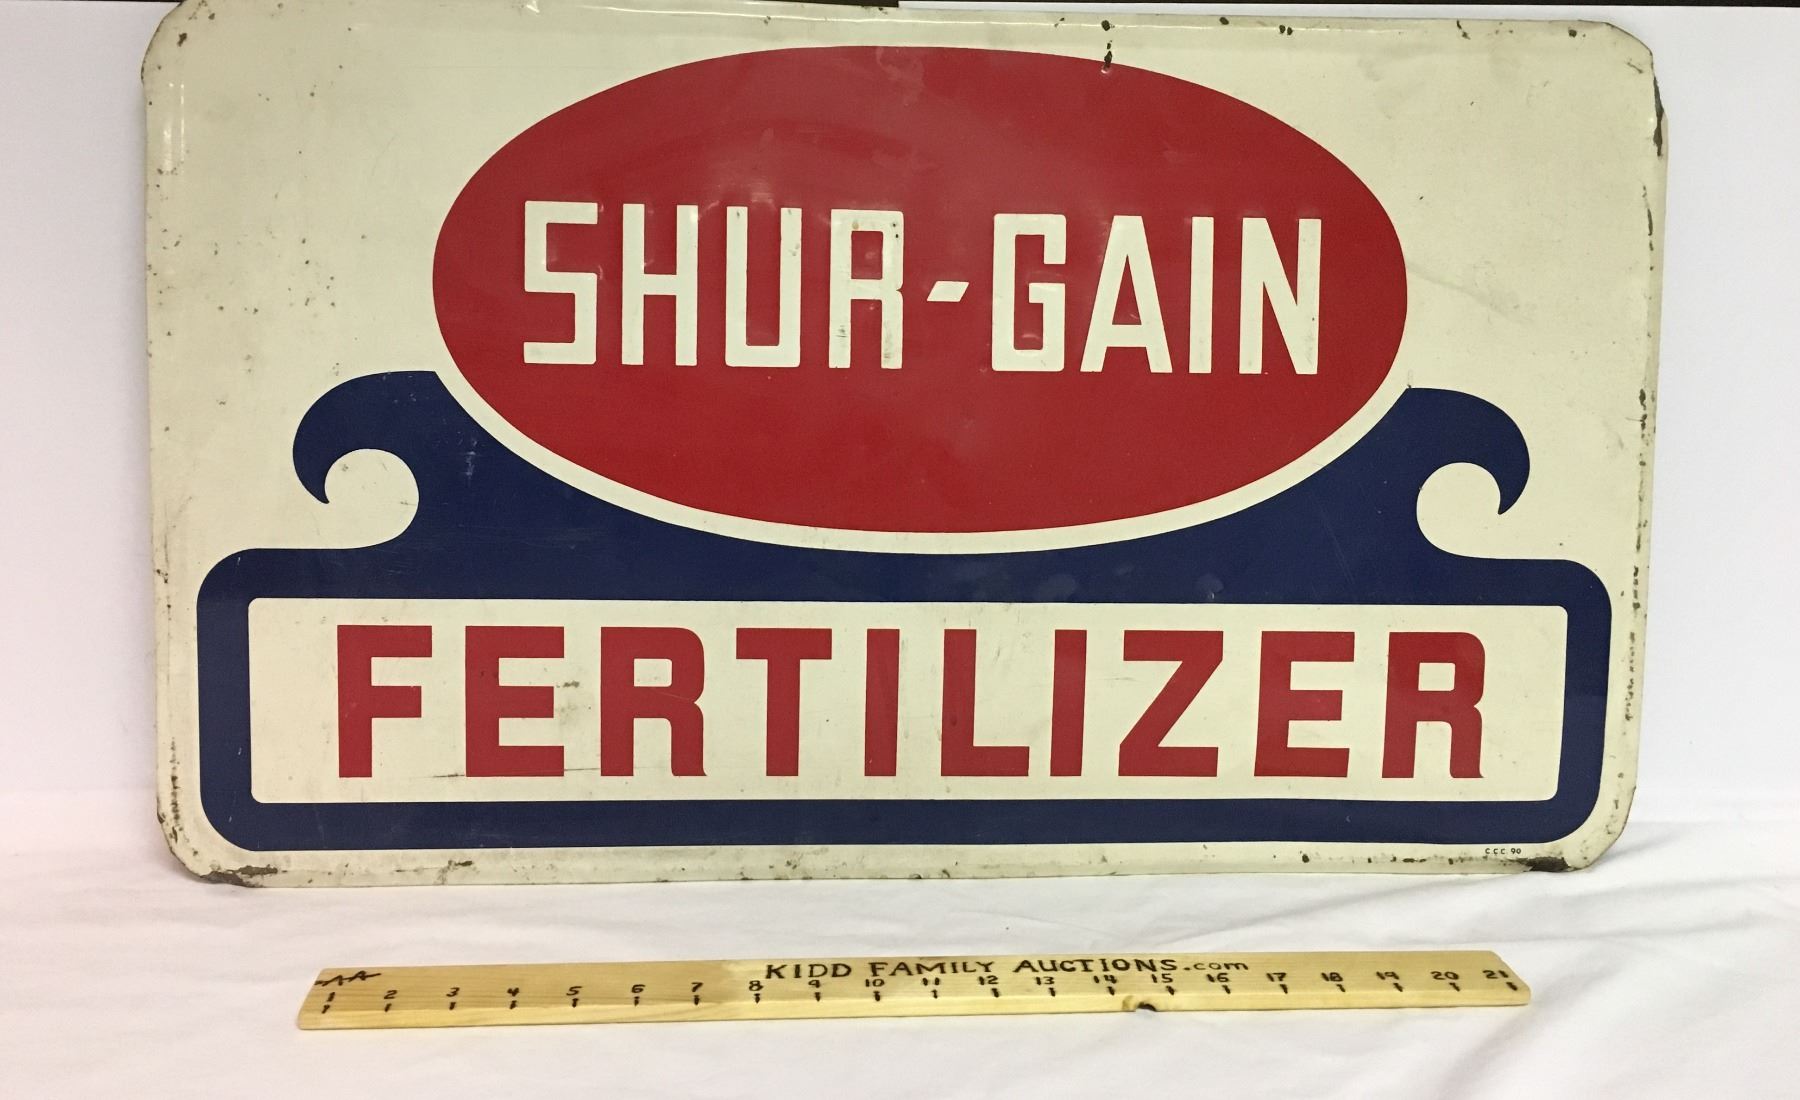 SHUR-GAIN
FERTILIZER
C.C.C. 90
KIDD FAMILY AUCTIONS.com
1 2 3 4 5 6 7 8 9 10 11 12 13 14 15 16 17 18 19 20 21